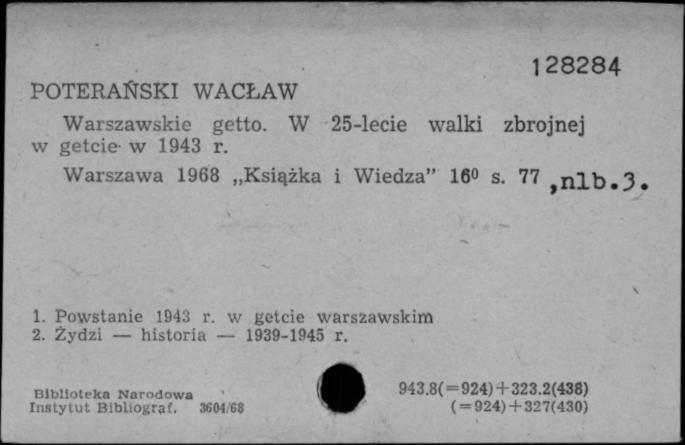 128284
POTERAŃSKI WACŁAW
Warszawskie getto. W 25-lecie walki zbrojnej
w getcie w 1943 r.
Warszawa 1968 „Książka i Wiedza” 16⁰ s. 77 ,nlb.3.
1. Powstanie 1943 r. w getcie warszawskim
2. Żydzi — historia — 1939-1945 r.
Biblioteka Narodowa
Instytut Bibliograf. 3604/68
943.8(=924)+323.2(438)
(=924)+327(430)